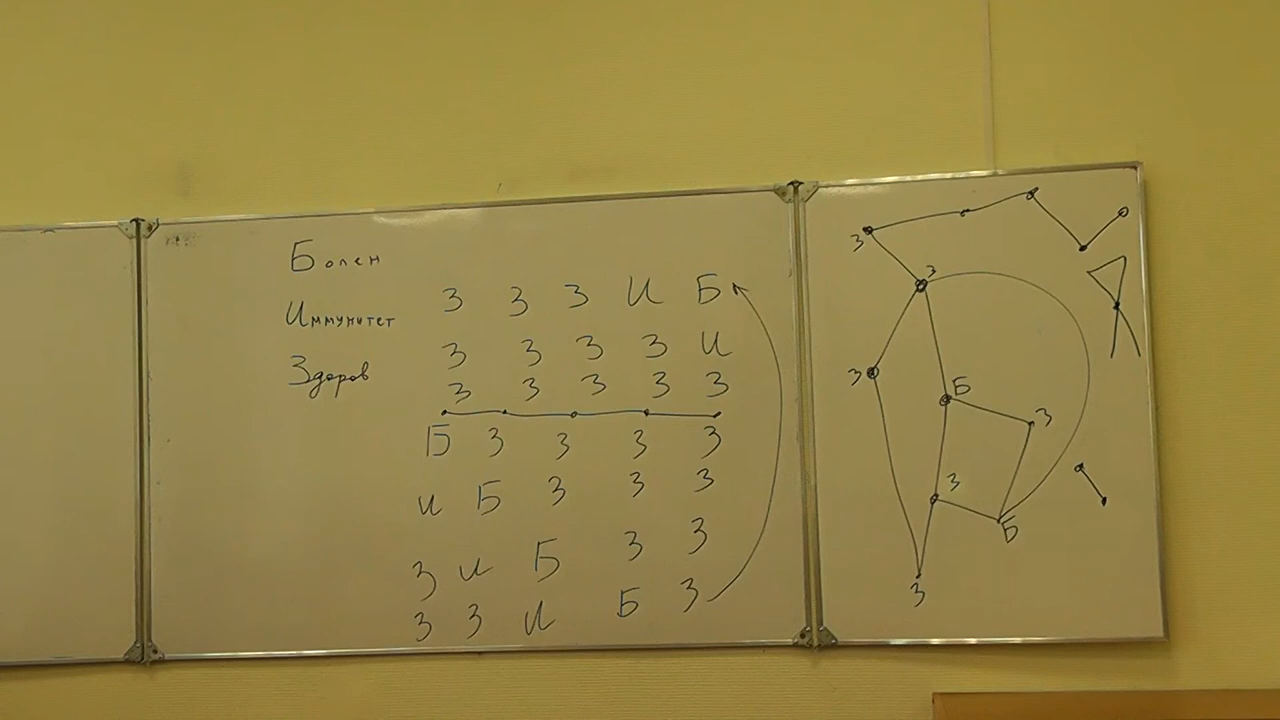 Болен
Иммунитет
Здоров
З З З И Б
З З З З И
З З З З З
Б З З З З
И Б З З З
З И Б З З
З З И Б З
З
З
З
Б
З
З
Б
З